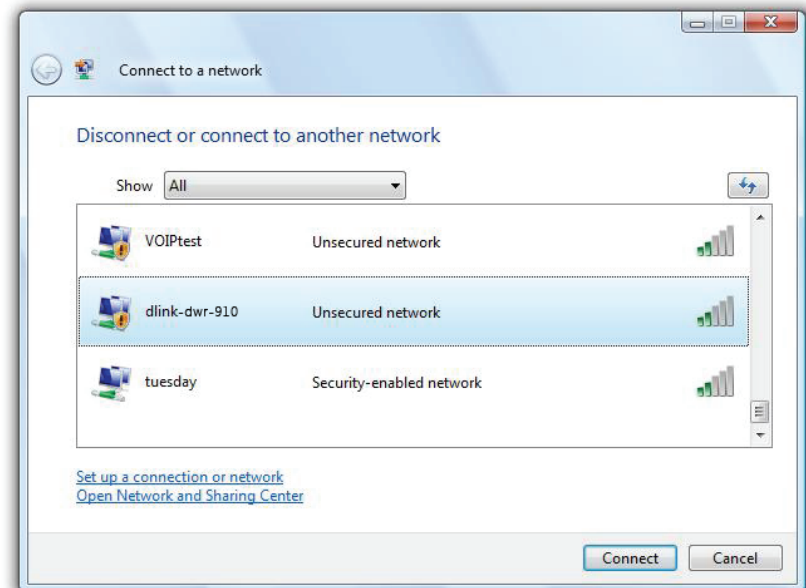 Connect to a network
Disconnect or connect to another network
Show All
VOIPtest Unsecured network
dlink-dwr-910 Unsecured network
tuesday Security-enabled network
Set up a connection or network
Open Network and Sharing Center
Connect Cancel